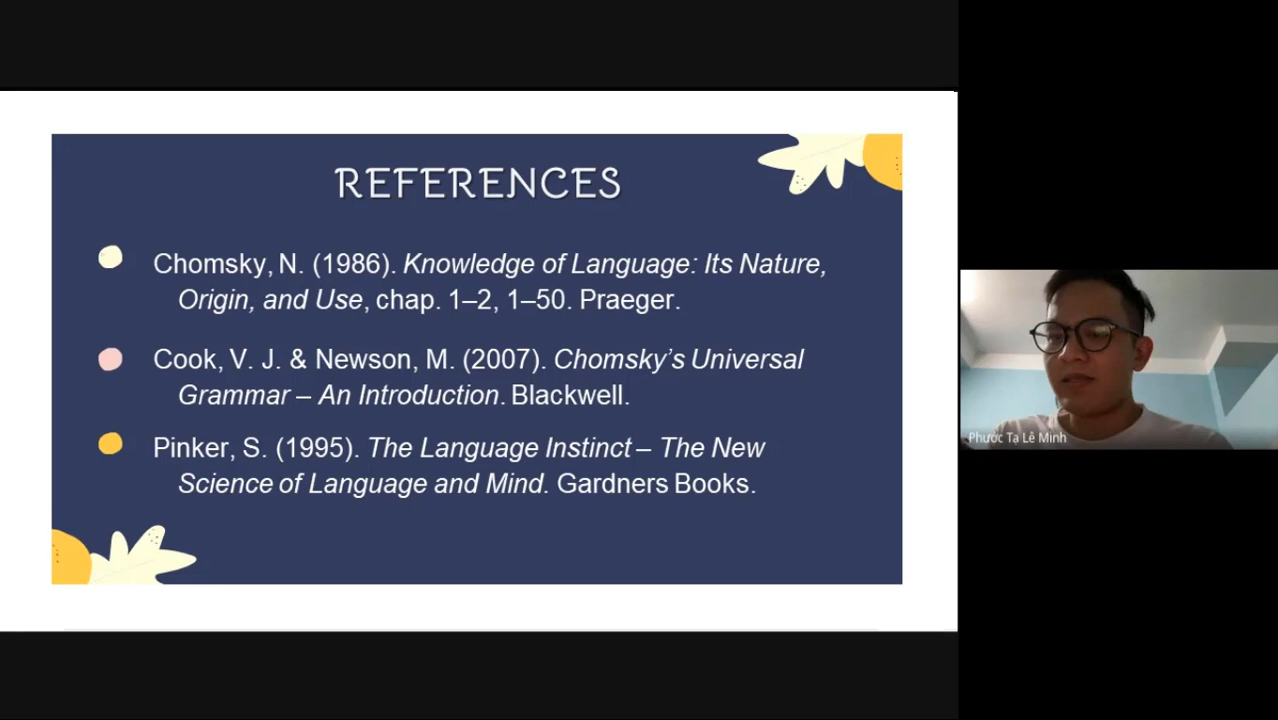 REFERENCES
Chomsky, N. (1986). Knowledge of Language: Its Nature,
Origin, and Use, chap. 1–2, 1–50. Praeger.
Cook, V. J. & Newson, M. (2007). Chomsky’s Universal
Grammar – An Introduction. Blackwell.
Pinker, S. (1995). The Language Instinct – The New
Science of Language and Mind. Gardners Books.
Phước Tạ Lê Minh